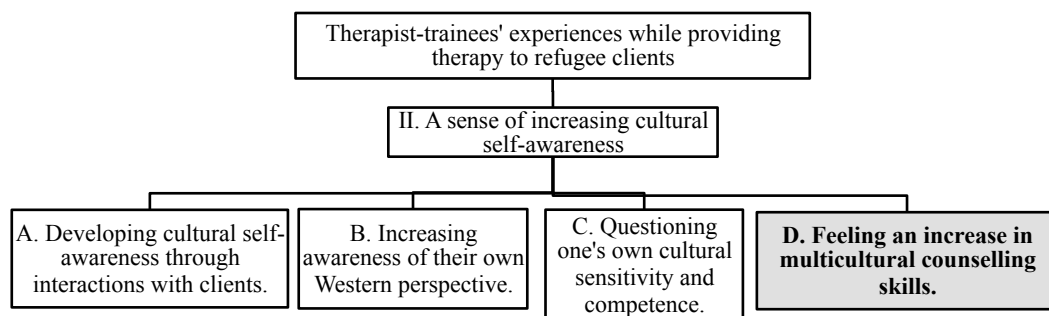 Therapist-trainees' experiences while providing
therapy to refugee clients
II. A sense of increasing cultural
self-awareness
A. Developing cultural self-
awareness through
interactions with clients.
B. Increasing
awareness of their own
Western perspective.
C. Questioning
one's own cultural
sensitivity and
competence.
D. Feeling an increase in
multicultural counselling
skills.